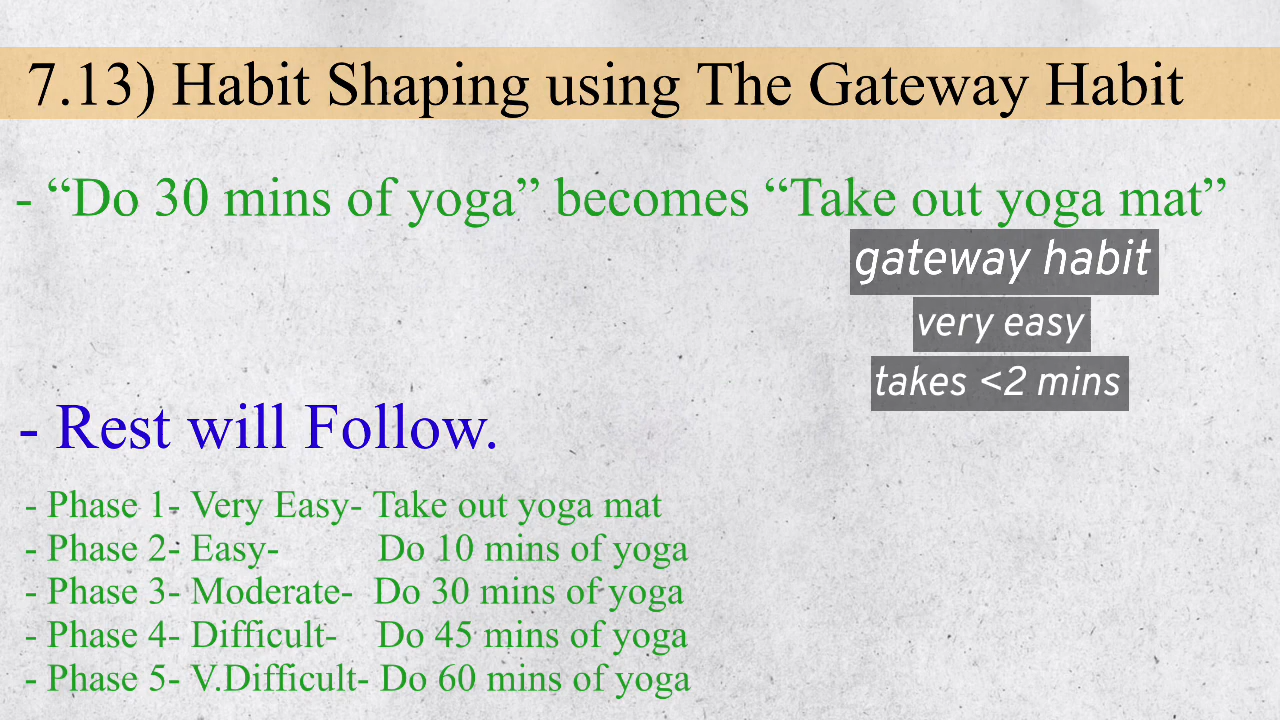 7.13) Habit Shaping using The Gateway Habit
- “Do 30 mins of yoga” becomes “Take out yoga mat”
gateway habit
very easy
takes <2 mins
- Rest will Follow.
- Phase 1- Very Easy- Take out yoga mat
- Phase 2- Easy- Do 10 mins of yoga
- Phase 3- Moderate- Do 30 mins of yoga
- Phase 4- Difficult- Do 45 mins of yoga
- Phase 5- V.Difficult- Do 60 mins of yoga